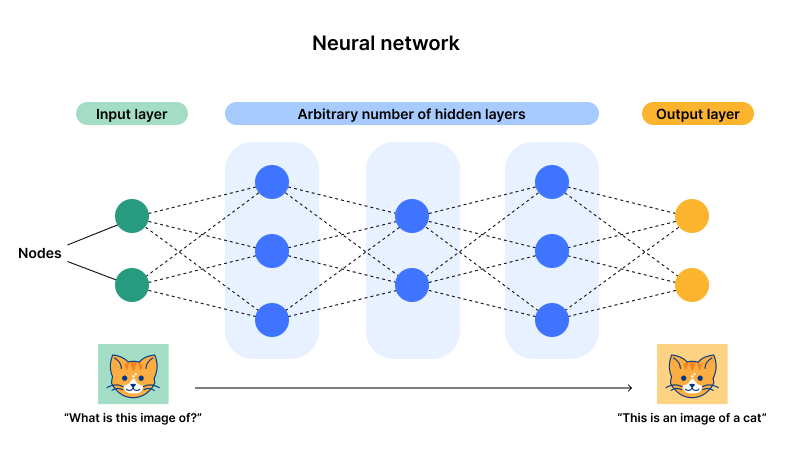 Neural network
Input layer
Arbitrary number of hidden layers
Output layer
Nodes
“What is this image of?”
“This is an image of a cat”